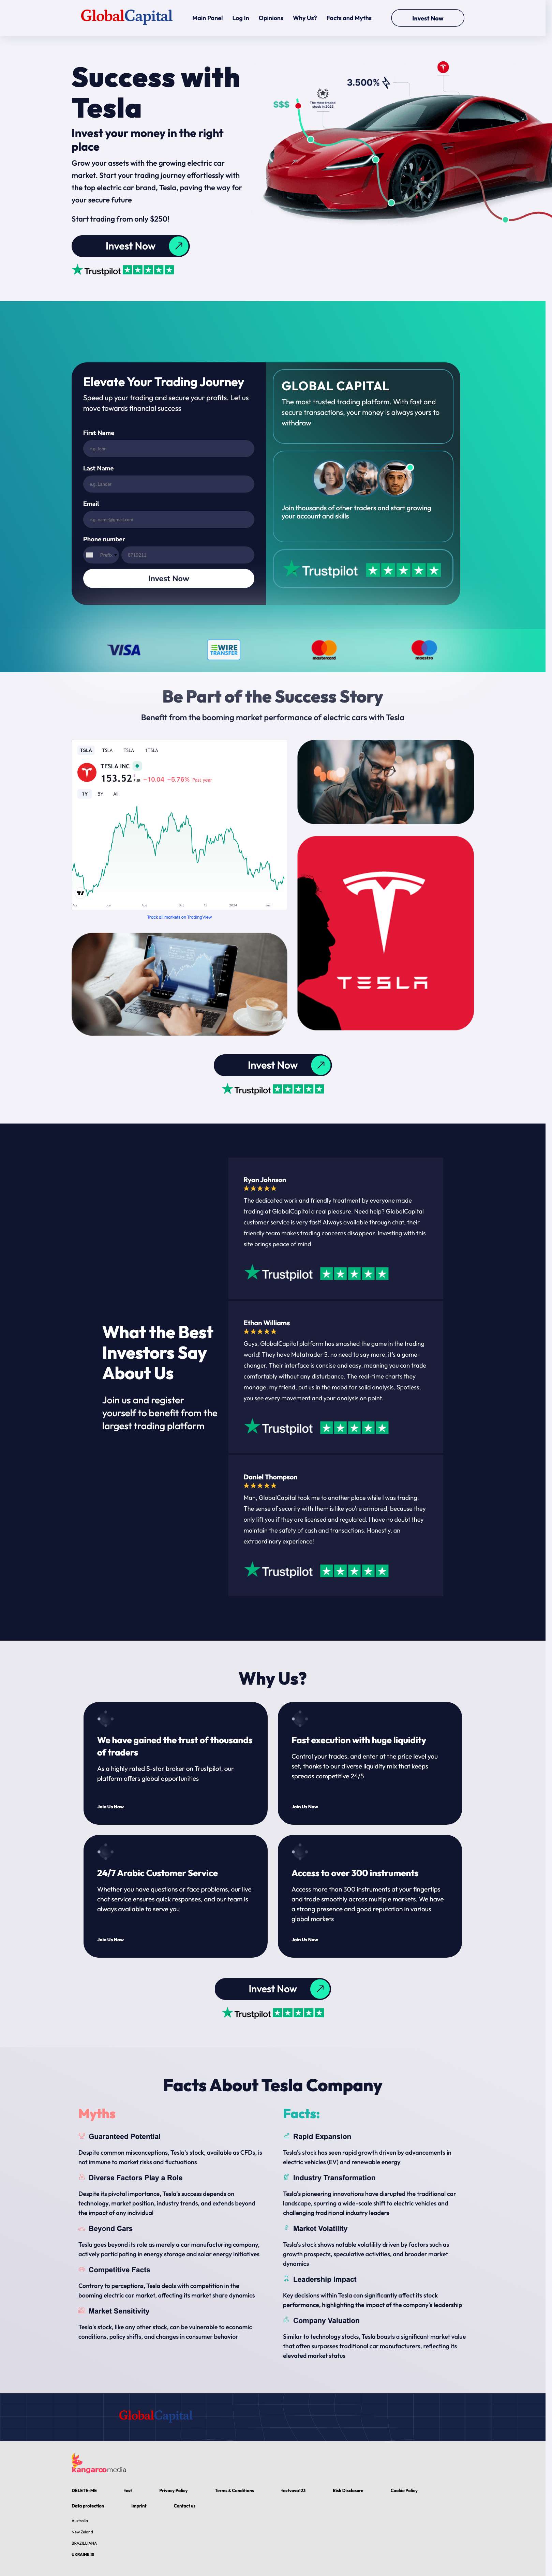 GlobalCapital
Main Panel Log In Opinions Why Us? Facts and Myths Invest Now
Success with
Tesla
Invest your money in the right
place
Grow your assets with the growing electric car
market. Start your trading journey effortlessly with
the top electric car brand, Tesla, paving the way for
your secure future
Start trading from only $250!
Invest Now
Trustpilot
3.500%
$$$
The most traded
stock in 2023
Elevate Your Trading Journey
Speed up your trading and secure your profits. Let us
move towards financial success
First Name
e.g. John
Last Name
e.g. Lander
Email
e.g. name@gmail.com
Phone number
Prefix
Invest Now
GLOBAL CAPITAL
The most trusted trading platform. With fast and
secure transactions, your money is always yours to
withdraw
Join thousands of other traders and start growing
your account and skills
Trustpilot
VISA
WIRE
TRANSFER
mastercard
maestro
Be Part of the Success Story
Benefit from the booming market performance of electric cars with Tesla
TSLA TSLA TSLA 1TSLA
TESLA INC
153.52 EUR −10.04 −5.76% Past year
1Y 5Y All
2024
Track all markets on TradingView
TESLA
Invest Now
Trustpilot
What the Best
Investors Say
About Us
Join us and register
yourself to benefit from the
largest trading platform
Ryan Johnson
The dedicated work and friendly treatment by everyone made
trading at GlobalCapital a real pleasure. Need help? GlobalCapital
customer service is very fast! Always available through chat, their
friendly team makes trading concerns disappear. Investing with this
site brings peace of mind.
Trustpilot
Ethan Williams
Guys, GlobalCapital platform has smashed the game in the trading
world! They have Metatrader 5, no need to say more, it's a game-
changer. Their interface is concise and easy, meaning you can trade
comfortably without any disturbance. The real-time charts they
manage, my friend, put us in the mood for solid analysis. Spotless,
you see every movement and your analysis on point.
Trustpilot
Daniel Thompson
Man, GlobalCapital took me to another place while I was trading.
The sense of security with them is like you're armored, because they
only lift you if they are licensed and regulated. I have no doubt they
maintain the safety of cash and transactions. Honestly, an
extraordinary experience!
Trustpilot
Why Us?
We have gained the trust of thousands
of traders
As a highly rated 5-star broker on Trustpilot, our
platform offers global opportunities
Join Us Now
Fast execution with huge liquidity
Control your trades, and enter at the price level you
set, thanks to our diverse liquidity mix that keeps
spreads competitive 24/5
Join Us Now
24/7 Arabic Customer Service
Whether you have questions or face problems, our live
chat service ensures quick responses, and our team is
always available to serve you
Join Us Now
Access to over 300 instruments
Access more than 300 instruments at your fingertips
and trade smoothly across multiple markets. We have
a strong presence and good reputation in various
global markets
Join Us Now
Invest Now
Trustpilot
Facts About Tesla Company
Myths
Guaranteed Potential
Despite common misconceptions, Tesla's stock, available as CFDs, is
not immune to market risks and fluctuations
Diverse Factors Play a Role
Despite its pivotal importance, Tesla's success depends on
technology, market position, industry trends, and extends beyond
the impact of any individual
Beyond Cars
Tesla goes beyond its role as merely a car manufacturing company,
actively participating in energy storage and solar energy initiatives
Competitive Facts
Contrary to perceptions, Tesla deals with competition in the
booming electric car market, affecting its market share dynamics
Market Sensitivity
Tesla's stock, like any other stock, can be vulnerable to economic
conditions, policy shifts, and changes in consumer behavior
Facts:
Rapid Expansion
Tesla's stock has seen rapid growth driven by advancements in
electric vehicles (EV) and renewable energy
Industry Transformation
Tesla's pioneering innovations have disrupted the traditional car
landscape, spurring a wide-scale shift to electric vehicles and
challenging traditional industry leaders
Market Volatility
Tesla's stock shows notable volatility driven by factors such as
growth prospects, speculative activities, and broader market
dynamics
Leadership Impact
Key decisions within Tesla can significantly affect its stock
performance, highlighting the impact of the company's leadership
Company Valuation
Similar to technology stocks, Tesla boasts a significant market value
that often surpasses traditional car manufacturers, reflecting its
elevated market status
GlobalCapital
kangaroomedia
DELETE-ME test Privacy Policy Terms & Conditions testvova123 Risk Disclosure Cookie Policy
Data protection Imprint Contact us
Australia
New Zeland
BRAZILLIANA
UKRAINE!!!!